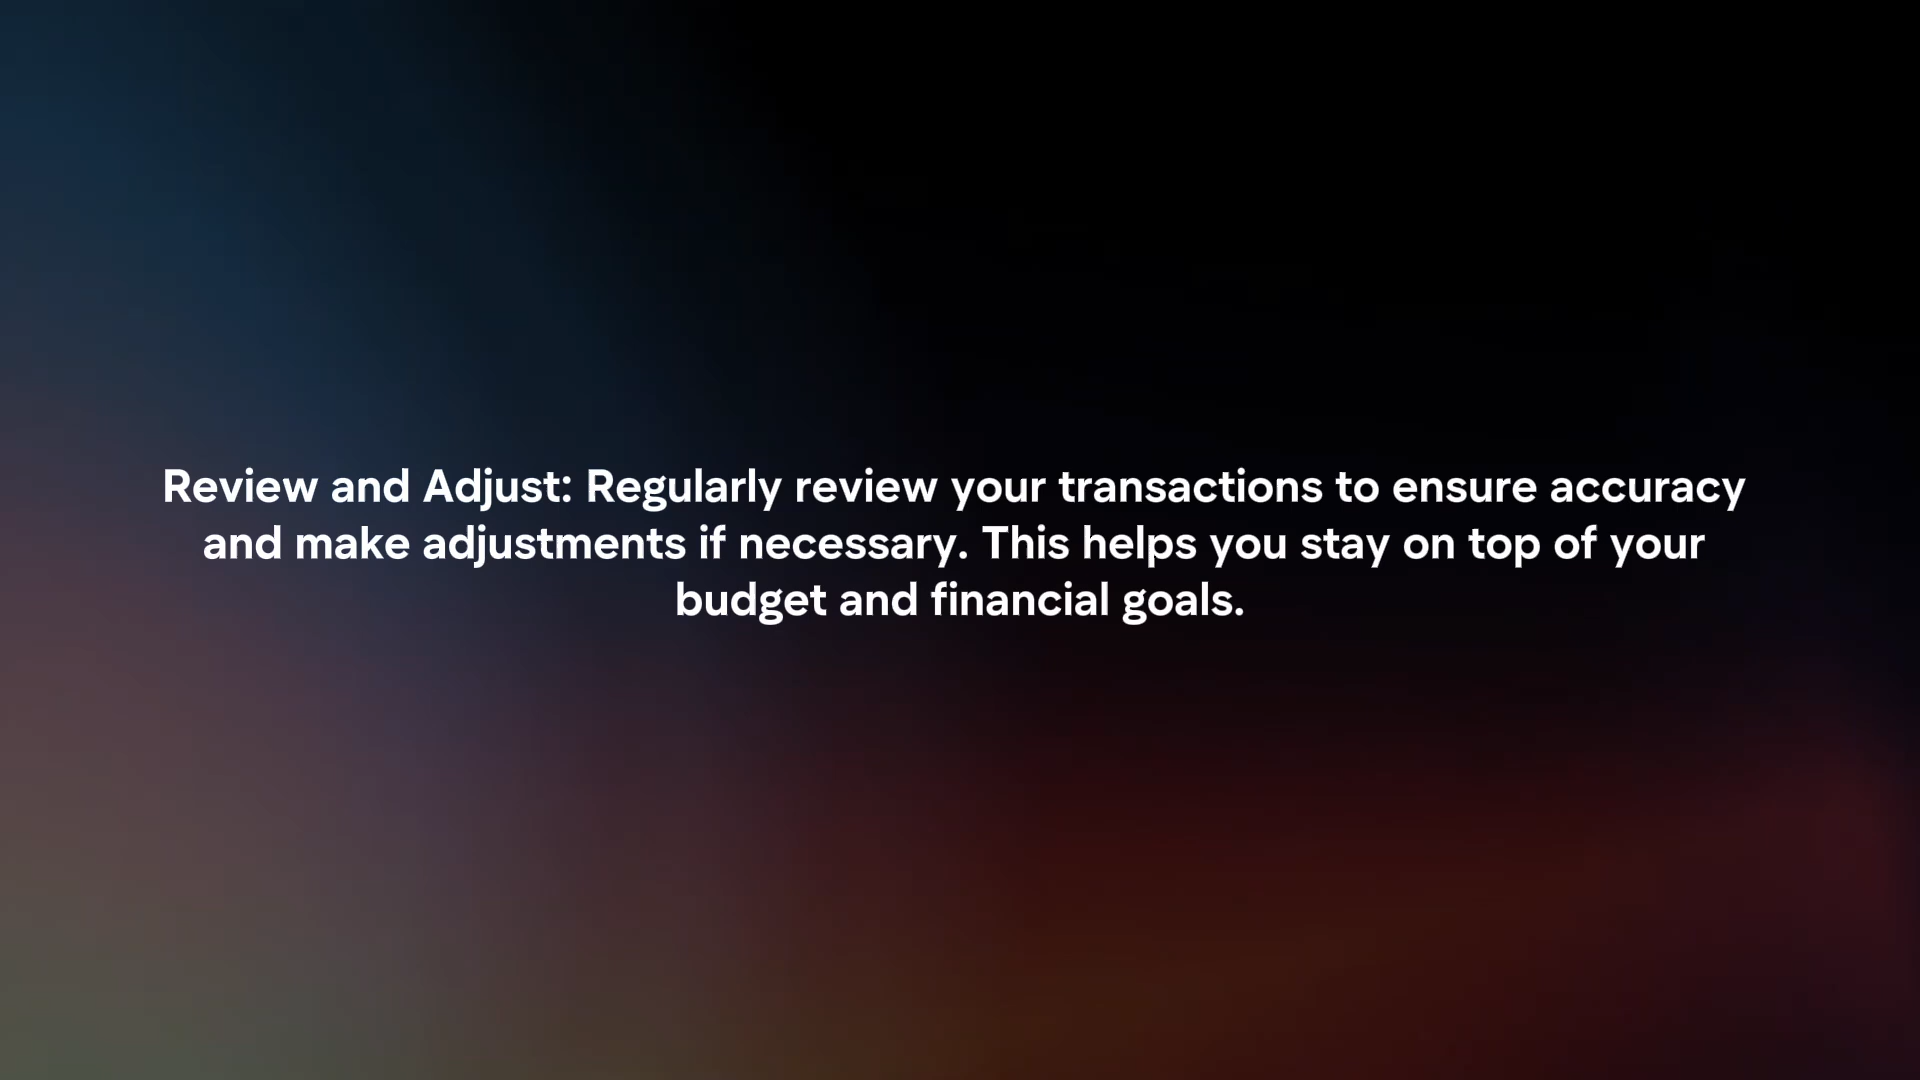 Review and Adjust: Regularly review your transactions to ensure accuracy
and make adjustments if necessary. This helps you stay on top of your
budget and financial goals.